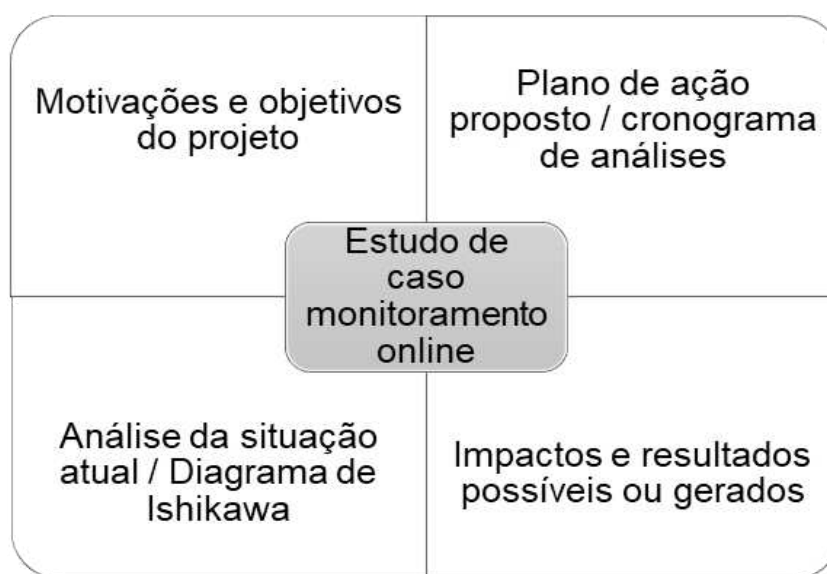 Motivações e objetivos
do projeto
Plano de ação
proposto / cronograma
de análises
Estudo de
caso
monitoramento
online
Análise da situação
atual / Diagrama de
Ishikawa
Impactos e resultados
possíveis ou gerados